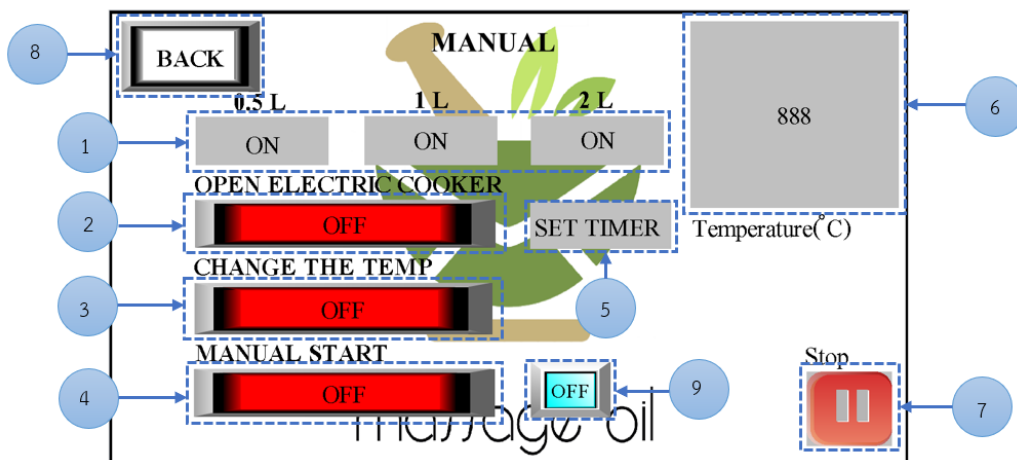 8
BACK
MANUAL
0.5 L
1 L
2 L
888
6
1
ON
ON
ON
OPEN ELECTRIC COOKER
2
OFF
SET TIMER
Temperature(°C)
CHANGE THE TEMP
3
OFF
5
MANUAL START
Stop
4
OFF
OFF
9
7
massage oil